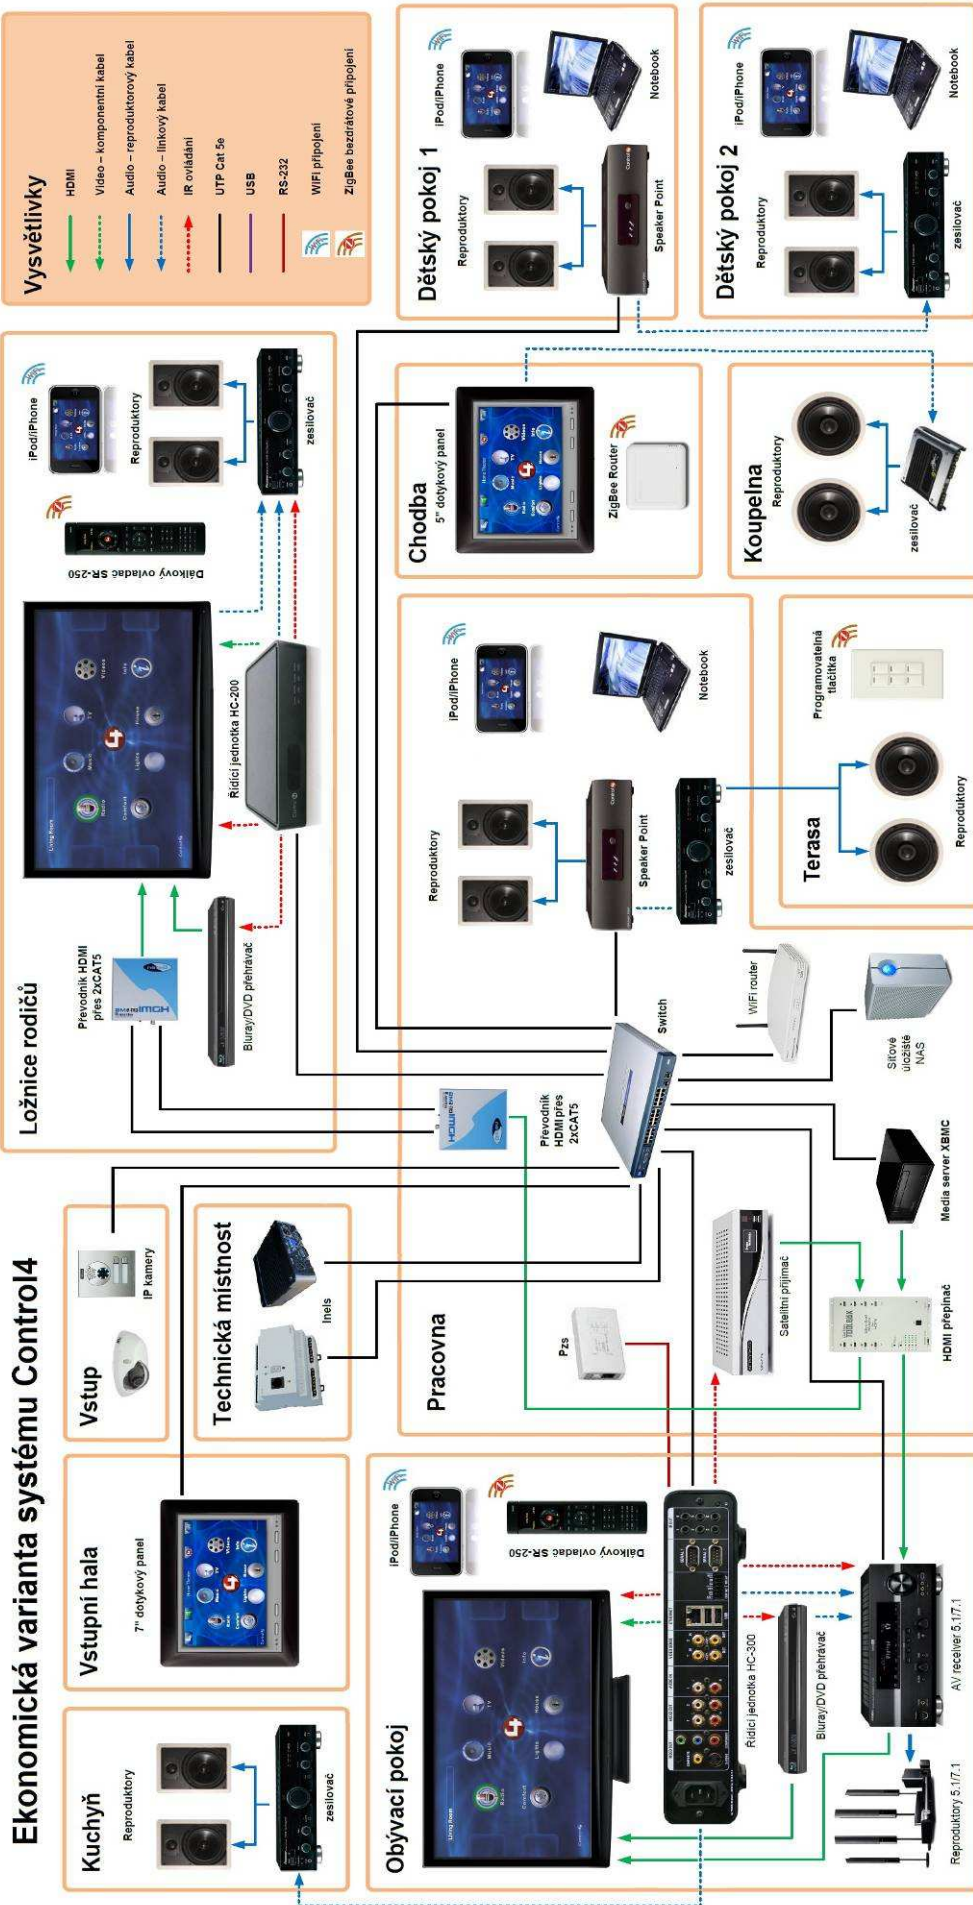 Ekonomická varianta systému Control4
Kuchyň
Reproduktory
zesilovač
Vstupní hala
7" dotykový panel
Vstup
IP kamery
Technická místnost
Inels
Ložnice rodičů
Převodník HDMI
přes 2xCAT5
Bluray/DVD přehrávač
Řídící jednotka HC-200
Dálkový ovladač SR-250
iPod/iPhone
Reproduktory
zesilovač
Vysvětlivky
HDMI
Video – komponentní kabel
Audio – reproduktorový kabel
Audio – linkový kabel
IR ovládání
UTP Cat 5e
USB
RS-232
WiFi připojení
ZigBee bezdrátové připojení
Obývací pokoj
iPod/iPhone
Dálkový ovladač SR-250
Řídící jednotka HC-300
Bluray/DVD přehrávač
AV receiver 5.1/7.1
Reproduktory 5.1/7.1
Pracovna
Pzs
Satelitní přijímač
HDMI přepínač
Media server XBMC
Převodník
HDMI přes
2xCAT5
Switch
WiFi router
Síťové
úložiště
NAS
Reproduktory
Speaker Point
zesilovač
iPod/iPhone
Notebook
Terasa
Reproduktory
Programovatelná
tlačítka
Chodba
5" dotykový panel
ZigBee Router
Koupelna
Reproduktory
zesilovač
Dětský pokoj 1
Reproduktory
Speaker Point
iPod/iPhone
Notebook
Dětský pokoj 2
Reproduktory
zesilovač
iPod/iPhone
Notebook